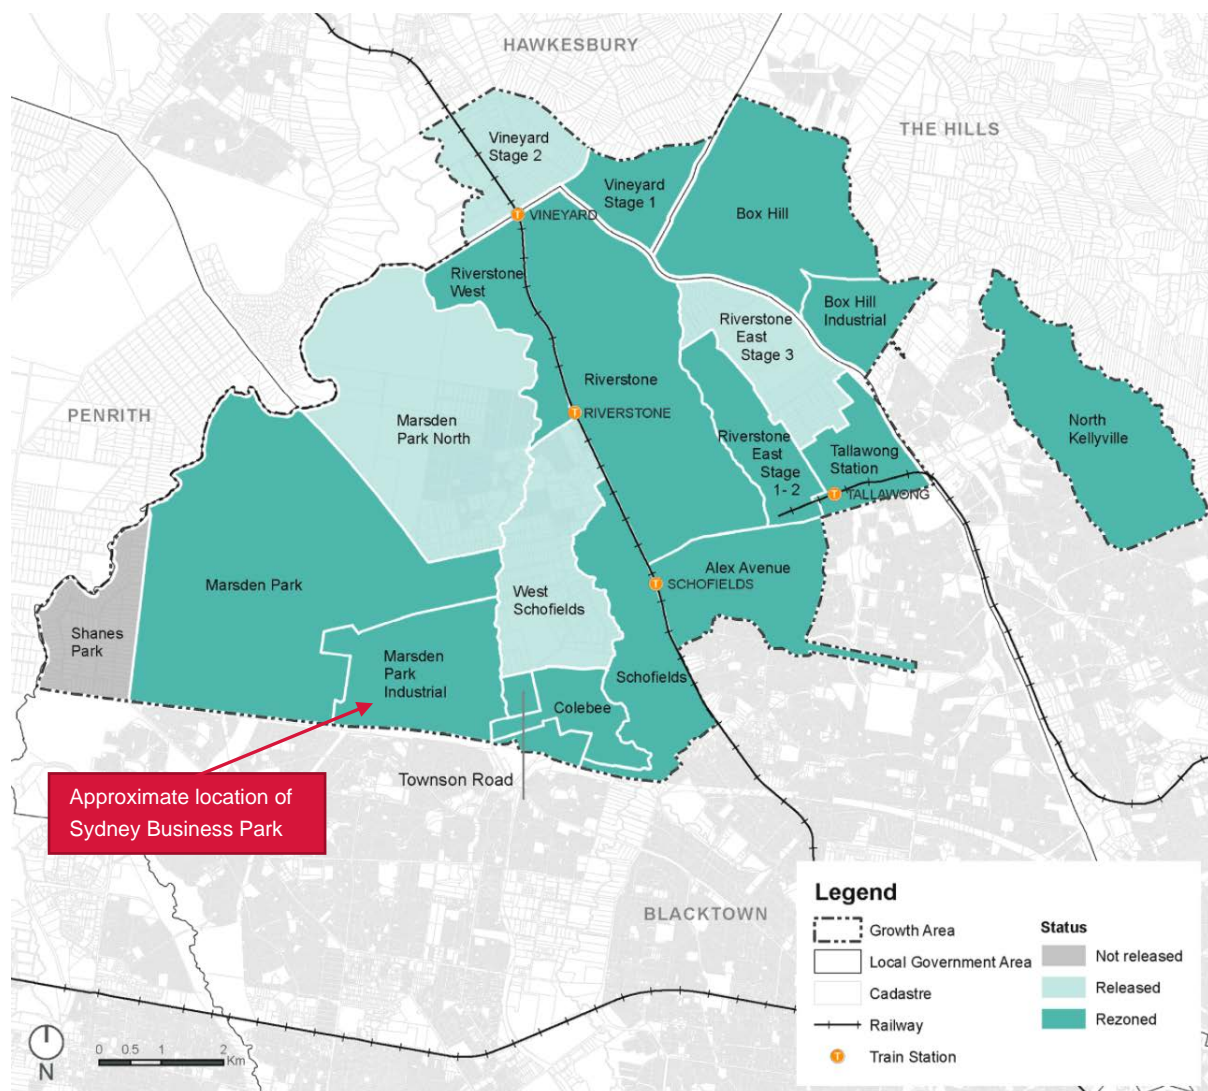 HAWKESBURY
THE HILLS
Vineyard
Stage 2
Vineyard
Stage 1
VINEYARD
Box Hill
Riverstone
West
Box Hill
Industrial
Riverstone
East
Stage 3
Riverstone
PENRITH
RIVERSTONE
Marsden
Park North
North
Kellyville
Riverstone
East
Stage
1- 2
Tallawong
Station
TALLAWONG
Alex Avenue
SCHOFIELDS
Marsden Park
West
Schofields
Shanes
Park
Marsden
Park
Industrial
Schofields
Colebee
Townson Road
Approximate location of
Sydney Business Park
BLACKTOWN
Legend
Growth Area
Local Government Area
Cadastre
Railway
T Train Station
Status
Not released
Released
Rezoned
N
0 0.5 1 2
Km